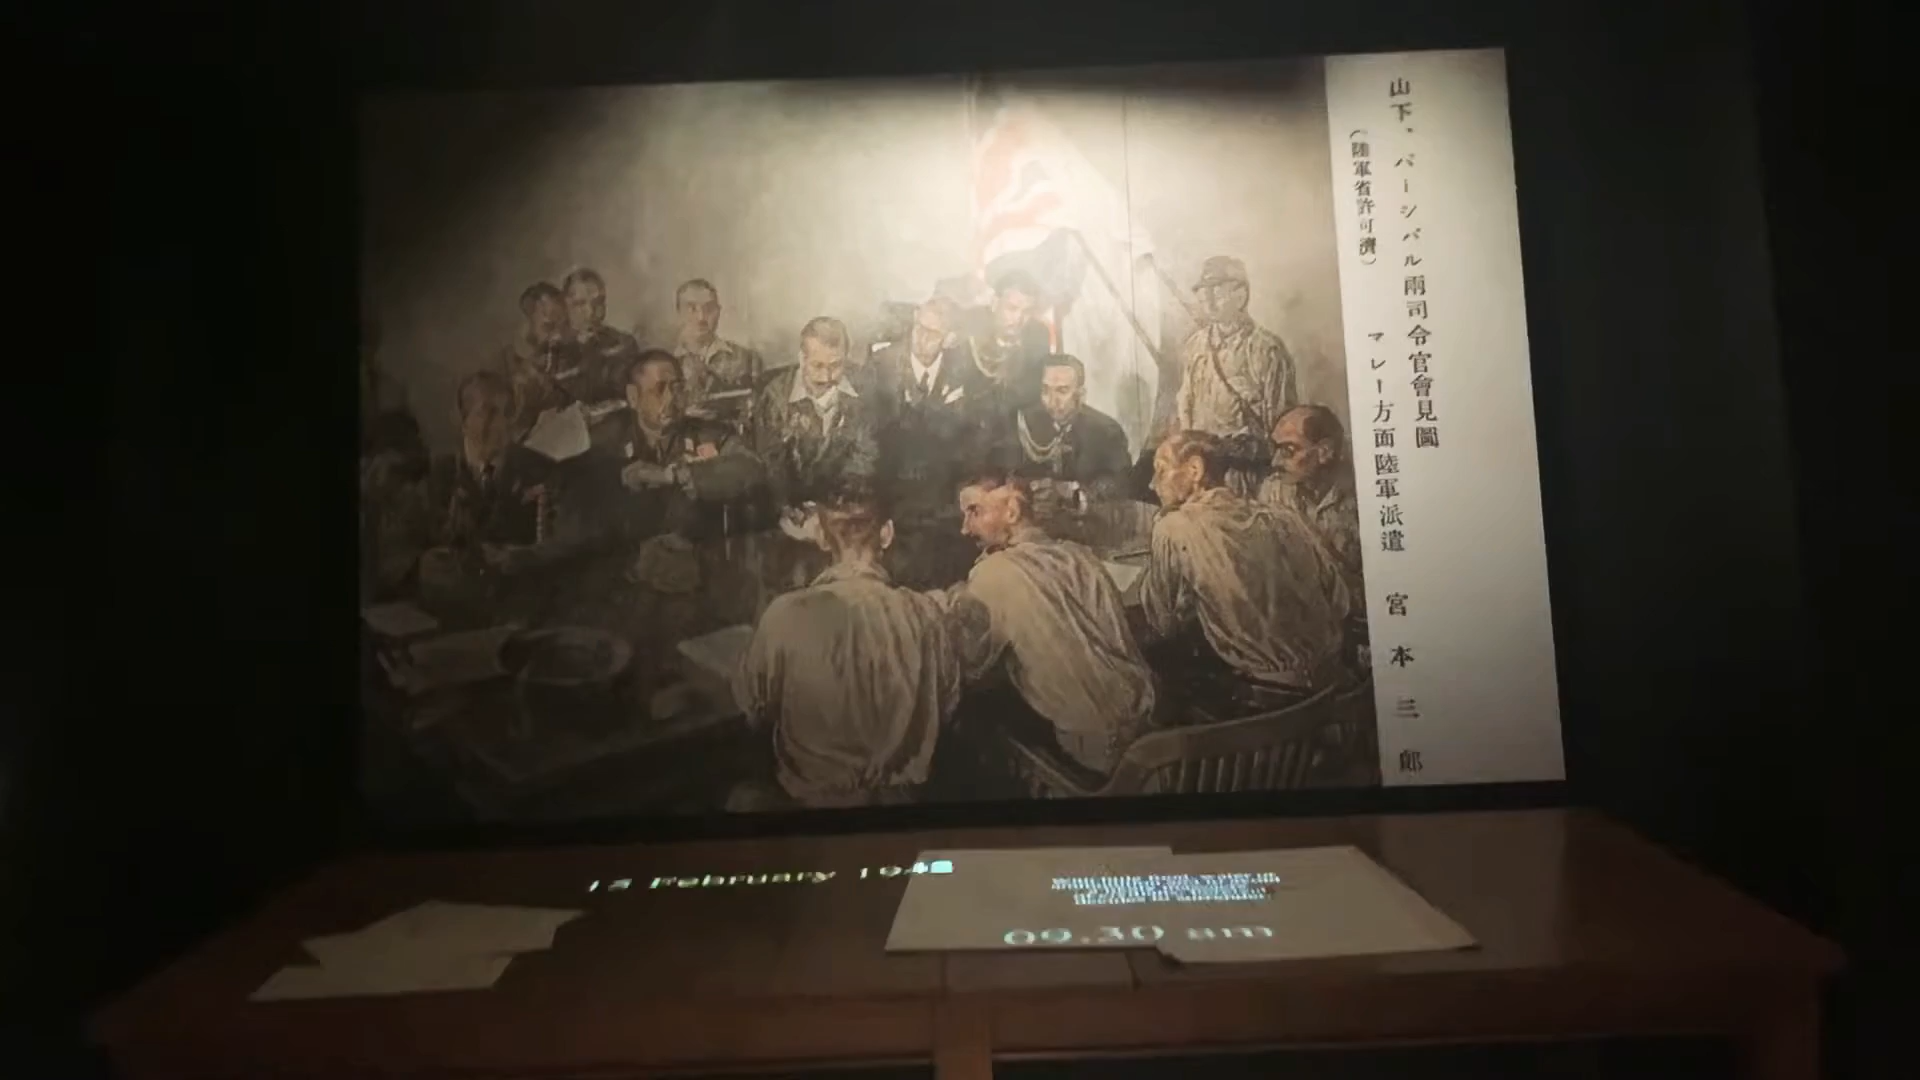 山下、パーシバル兩司令官會見圖
(陸軍省許可濟)
マレー方面陸軍派遣 宮本三郎
February
09.30 am